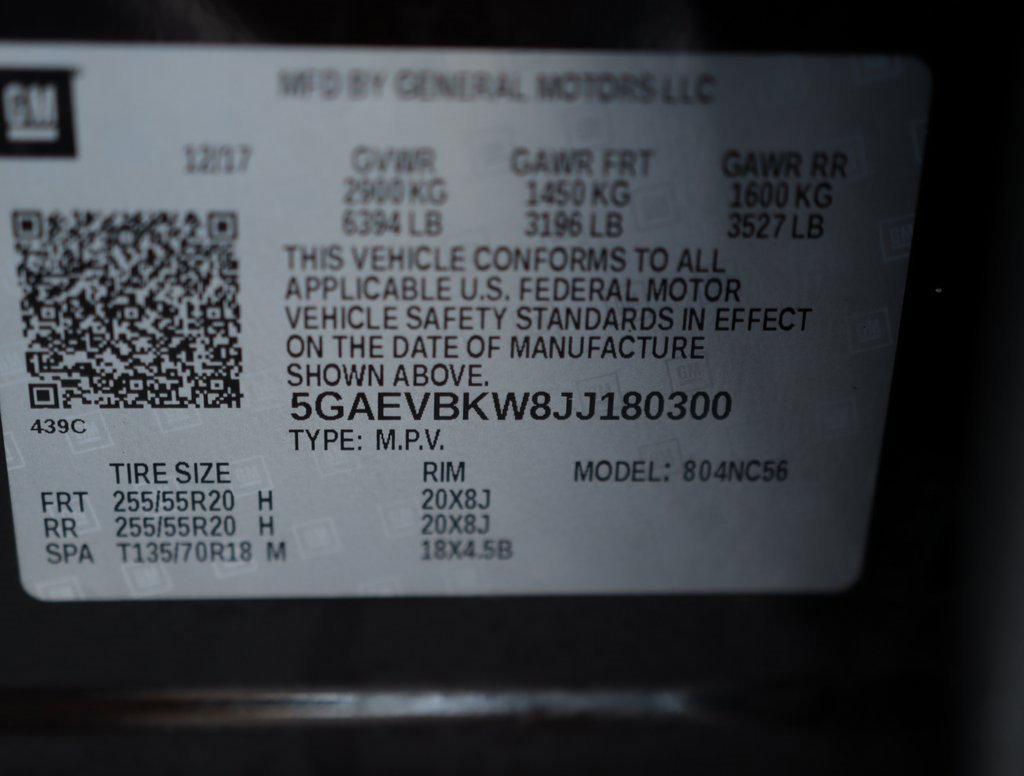 GM
MFD BY GENERAL MOTORS LLC
12/17 GVWR GAWR FRT GAWR RR
2900 KG 1450 KG 1600 KG
6394 LB 3196 LB 3527 LB
THIS VEHICLE CONFORMS TO ALL
APPLICABLE U.S. FEDERAL MOTOR
VEHICLE SAFETY STANDARDS IN EFFECT
ON THE DATE OF MANUFACTURE
SHOWN ABOVE.
5GAEVBKW8JJ180300
439C
TYPE: M.P.V.
TIRE SIZE RIM MODEL: 804NC56
FRT 255/55R20 H 20X8J
RR 255/55R20 H 20X8J
SPA T135/70R18 M 18X4.5B